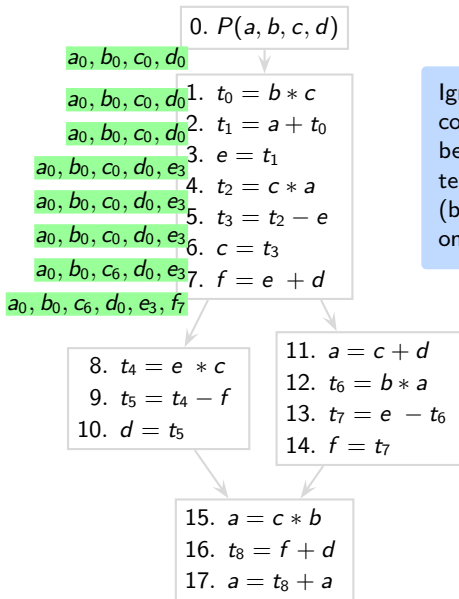 0. P(a, b, c, d)
a₀, b₀, c₀, d₀
a₀, b₀, c₀, d₀
a₀, b₀, c₀, d₀
a₀, b₀, c₀, d₀, e₃
a₀, b₀, c₀, d₀, e₃
a₀, b₀, c₀, d₀, e₃
a₀, b₀, c₆, d₀, e₃
a₀, b₀, c₆, d₀, e₃, f₇
1. t₀ = b * c
2. t₁ = a + t₀
3. e = t₁
4. t₂ = c * a
5. t₃ = t₂ − e
6. c = t₃
7. f = e + d
Ig
co
be
te
(b
on
8. t₄ = e * c
9. t₅ = t₄ − f
10. d = t₅
11. a = c + d
12. t₆ = b * a
13. t₇ = e − t₆
14. f = t₇
15. a = c * b
16. t₈ = f + d
17. a = t₈ + a